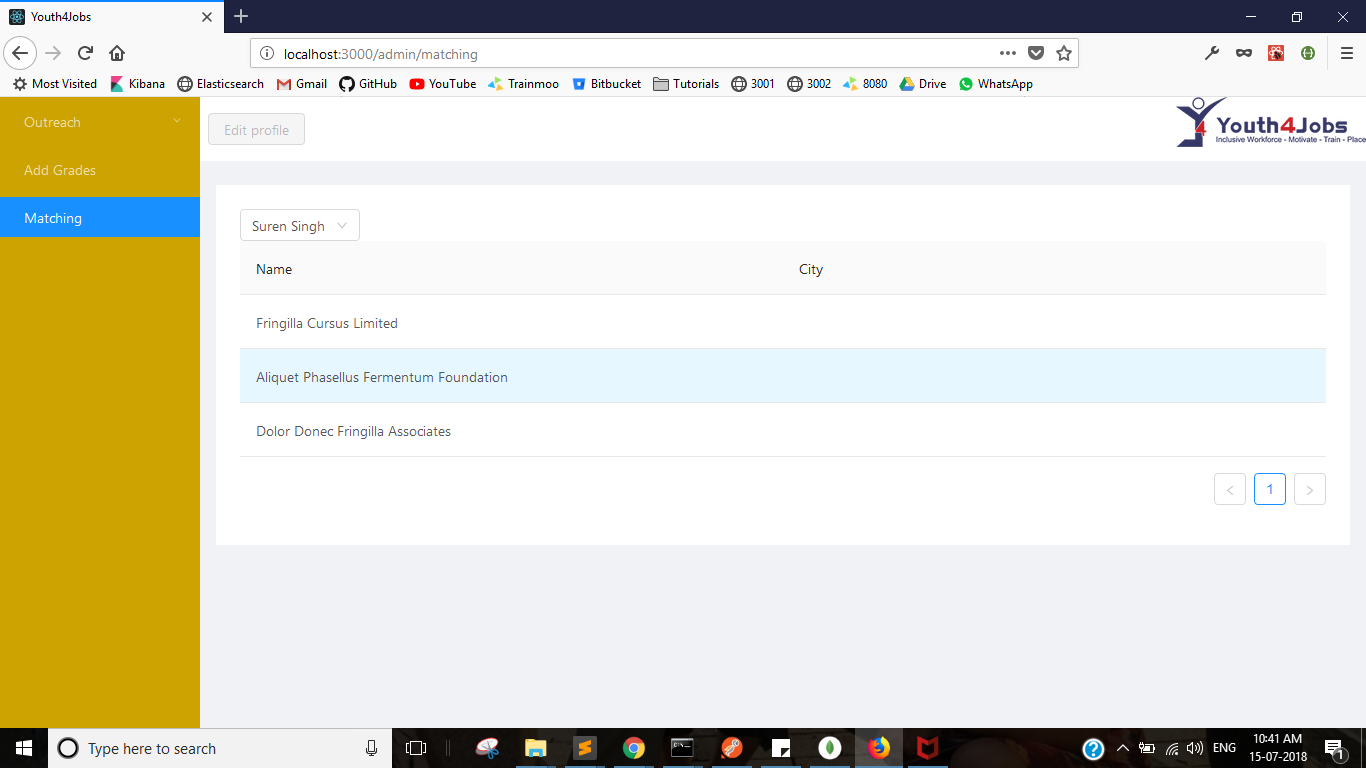 Youth4Jobs
localhost:3000/admin/matching
Most Visited Kibana Elasticsearch Gmail GitHub YouTube Trainmoo Bitbucket Tutorials 3001 3002 8080 Drive WhatsApp
Outreach
Add Grades
Matching
Edit profile
Youth4Jobs
Inclusive Workforce - Motivate - Train - Place
Suren Singh
Name City
Fringilla Cursus Limited
Aliquet Phasellus Fermentum Foundation
Dolor Donec Fringilla Associates
< 1 >
Type here to search
ENG
10:41 AM
15-07-2018
1